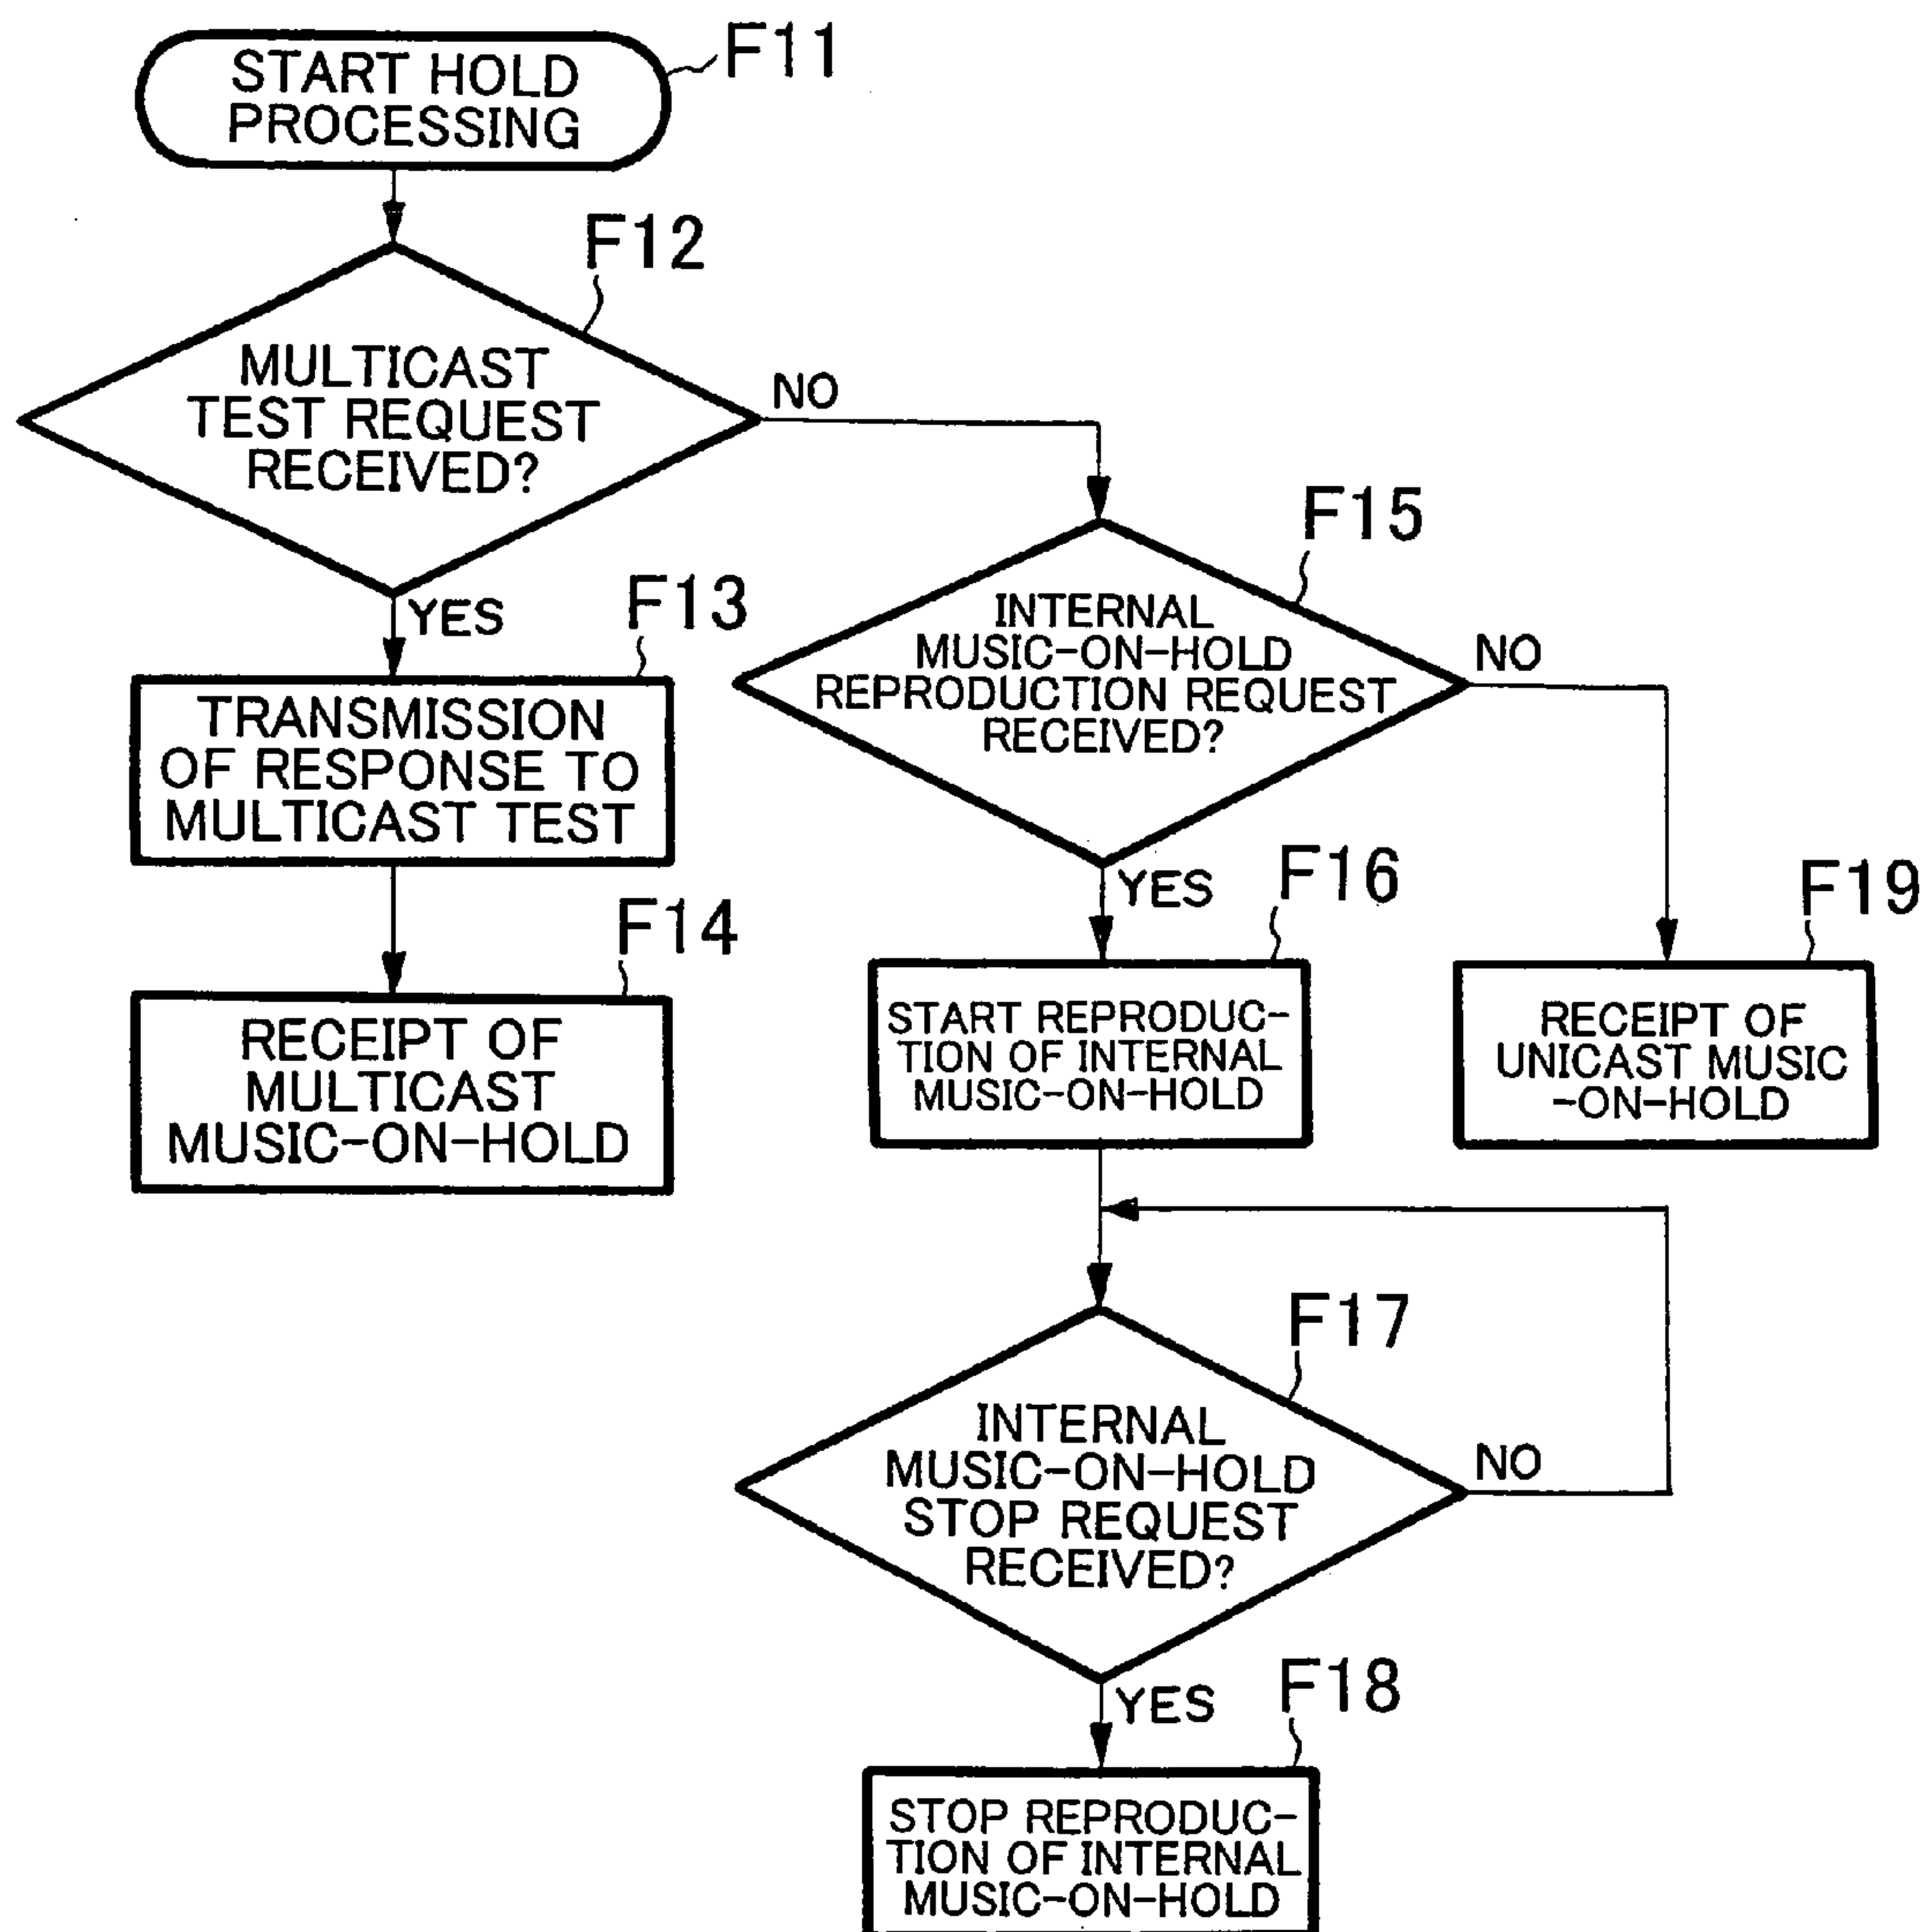 START HOLD
PROCESSING
F11
F12
MULTICAST
TEST REQUEST
RECEIVED?
NO
YES
F13
TRANSMISSION
OF RESPONSE TO
MULTICAST TEST
F14
RECEIPT OF
MULTICAST
MUSIC-ON-HOLD
F15
INTERNAL
MUSIC-ON-HOLD
REPRODUCTION REQUEST
RECEIVED?
NO
YES
F16
START REPRODUC-
TION OF INTERNAL
MUSIC-ON-HOLD
F19
RECEIPT OF
UNICAST MUSIC
-ON-HOLD
F17
INTERNAL
MUSIC-ON-HOLD
STOP REQUEST
RECEIVED?
NO
YES
F18
STOP REPRODUC-
TION OF INTERNAL
MUSIC-ON-HOLD